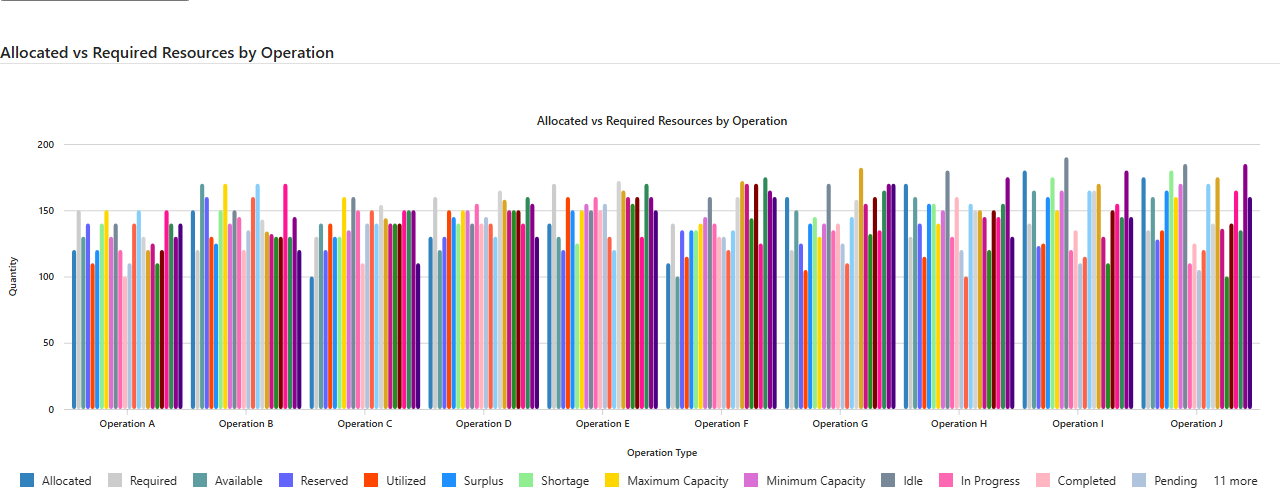 Allocated vs Required Resources by Operation
Allocated vs Required Resources by Operation
200
150
100
50
0
Quantity
Operation A Operation B Operation C Operation D Operation E Operation F Operation G Operation H Operation I Operation J
Operation Type
Allocated Required Available Reserved Utilized Surplus Shortage Maximum Capacity Minimum Capacity Idle In Progress Completed Pending 11 more